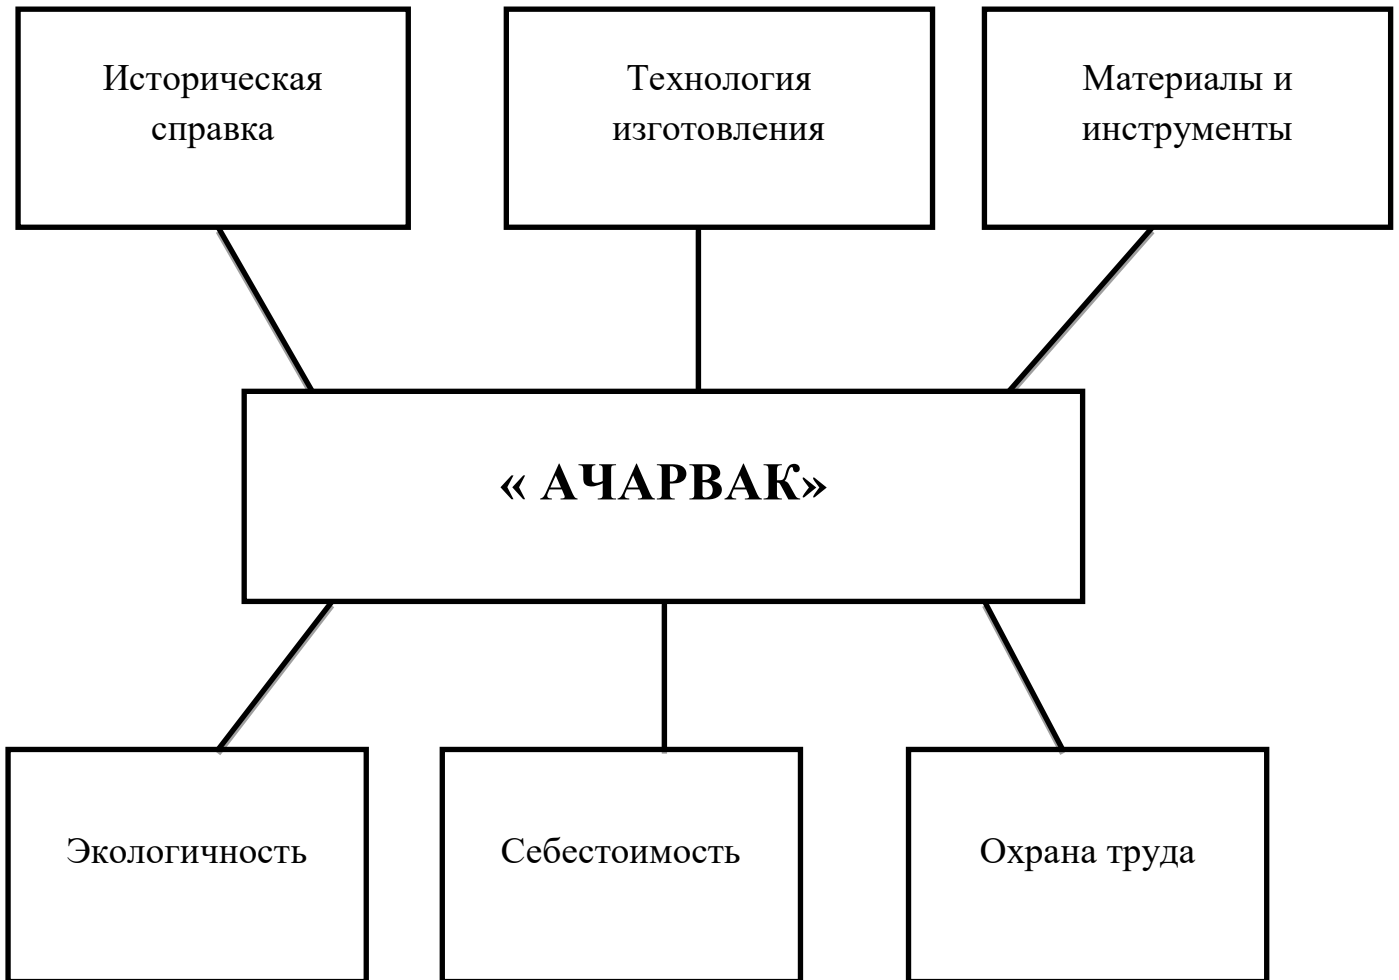 Историческая
справка
Технология
изготовления
Материалы и
инструменты
« АЧАРВАК»
Экологичность
Себестоимость
Охрана труда